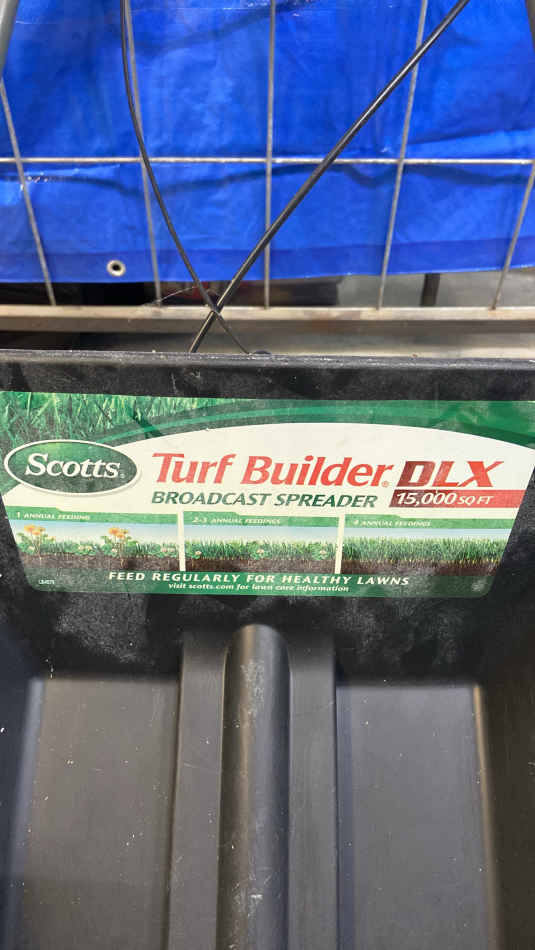 Scotts®
Turf Builder® DLX
BROADCAST SPREADER 15,000 SQ FT
1 ANNUAL FEEDING
2-3 ANNUAL FEEDINGS
4 ANNUAL FEEDINGS
FEED REGULARLY FOR HEALTHY LAWNS
visit scotts.com for lawn care information